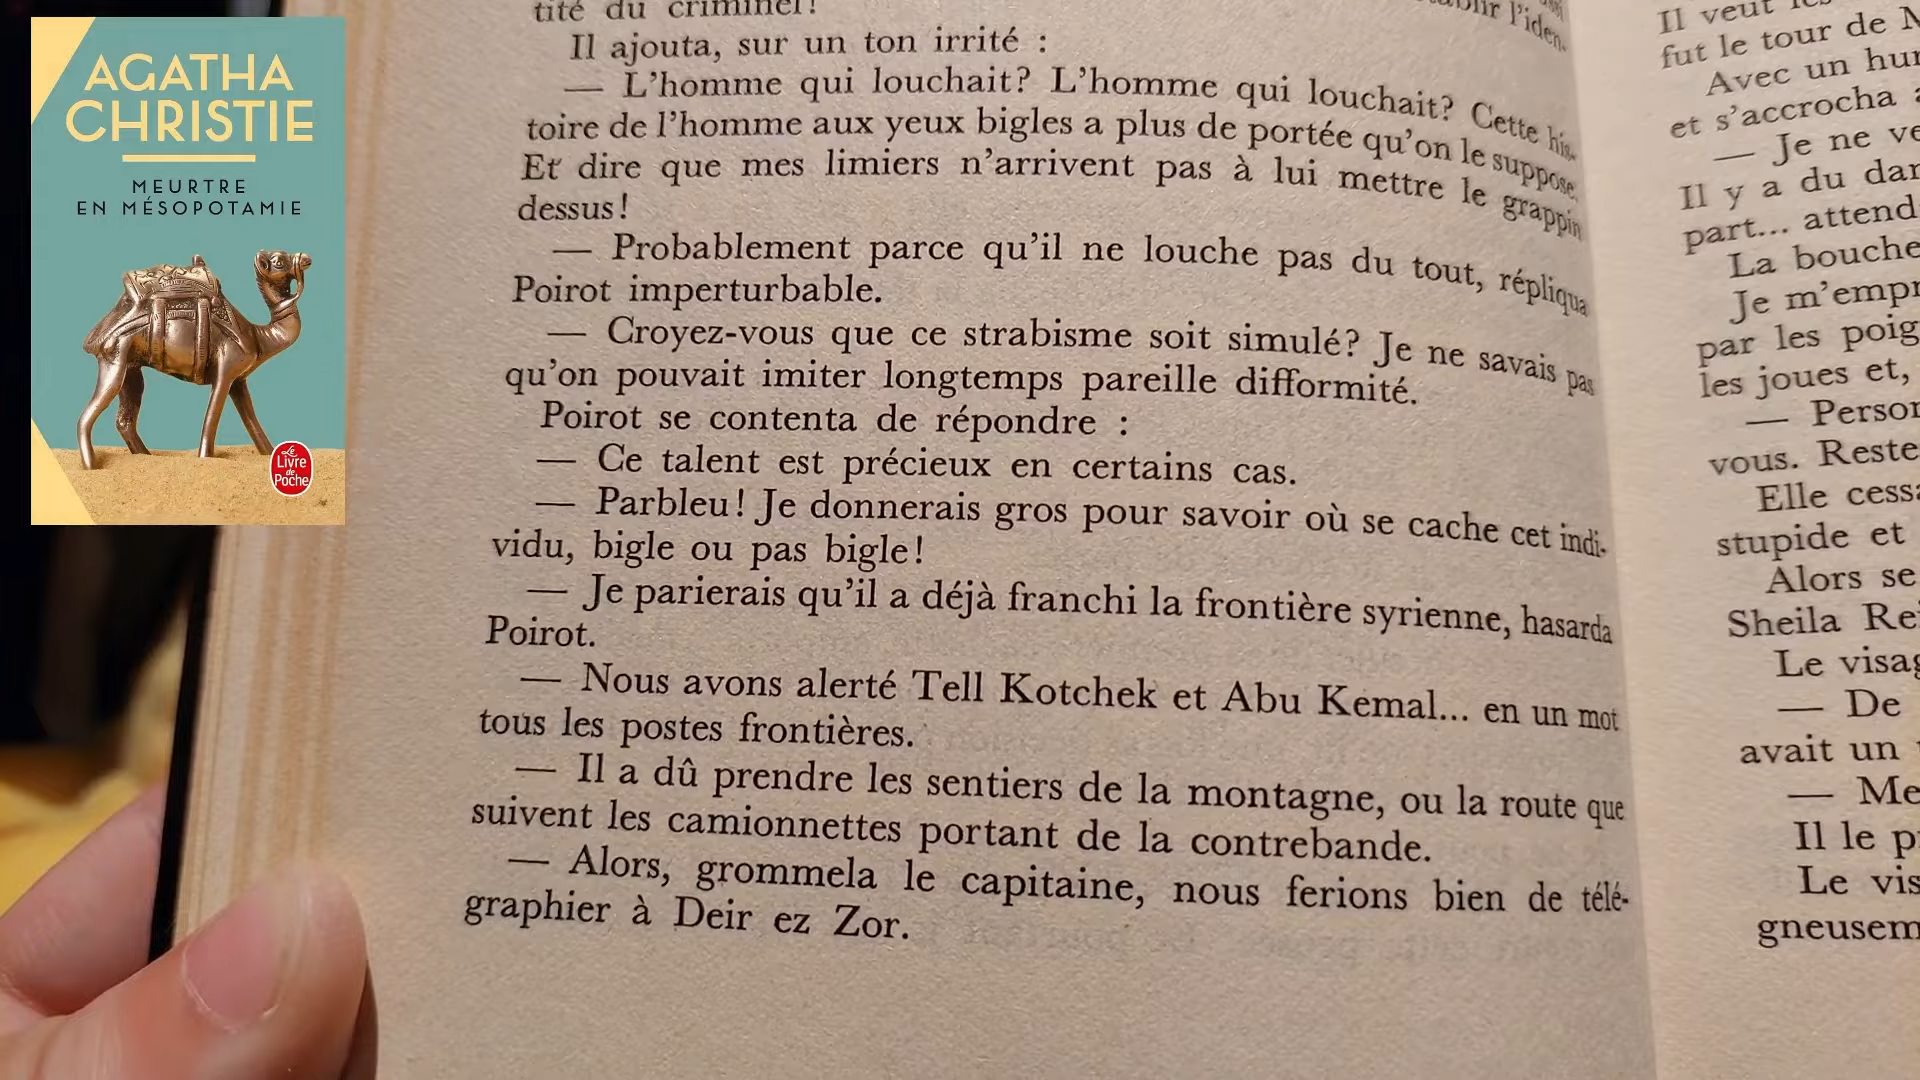 AGATHA
CHRISTIE
MEURTRE
EN MÉSOPOTAMIE
Le
Livre
de
Poche
tité du criminel!
Il ajouta, sur un ton irrité :
— L'homme qui louchait? L'homme qui louchait? Cette his-
toire de l'homme aux yeux bigles a plus de portée qu'on le suppose.
Et dire que mes limiers n'arrivent pas à lui mettre le grappin
dessus!
— Probablement parce qu'il ne louche pas du tout, répliqua
Poirot imperturbable.
— Croyez-vous que ce strabisme soit simulé? Je ne savais pas
qu'on pouvait imiter longtemps pareille difformité.
Poirot se contenta de répondre :
— Ce talent est précieux en certains cas.
— Parbleu! Je donnerais gros pour savoir où se cache cet indi-
vidu, bigle ou pas bigle!
— Je parierais qu'il a déjà franchi la frontière syrienne, hasarda
Poirot.
— Nous avons alerté Tell Kotchek et Abu Kemal... en un mot
tous les postes frontières.
— Il a dû prendre les sentiers de la montagne, ou la route que
suivent les camionnettes portant de la contrebande.
— Alors, grommela le capitaine, nous ferions bien de télé-
graphier à Deir ez Zor.
Il veut
fut le tour de
Avec un
et s'accrocha
— Je ne
Il y a du
part... attend
La bouche
Je m'empr
par les poig
les joues et,
— Person
vous. Reste
Elle cess
stupide et
Alors se
Sheila Rei
Le visag
— De
avait un
— Me
Il le p
Le vis
gneusem